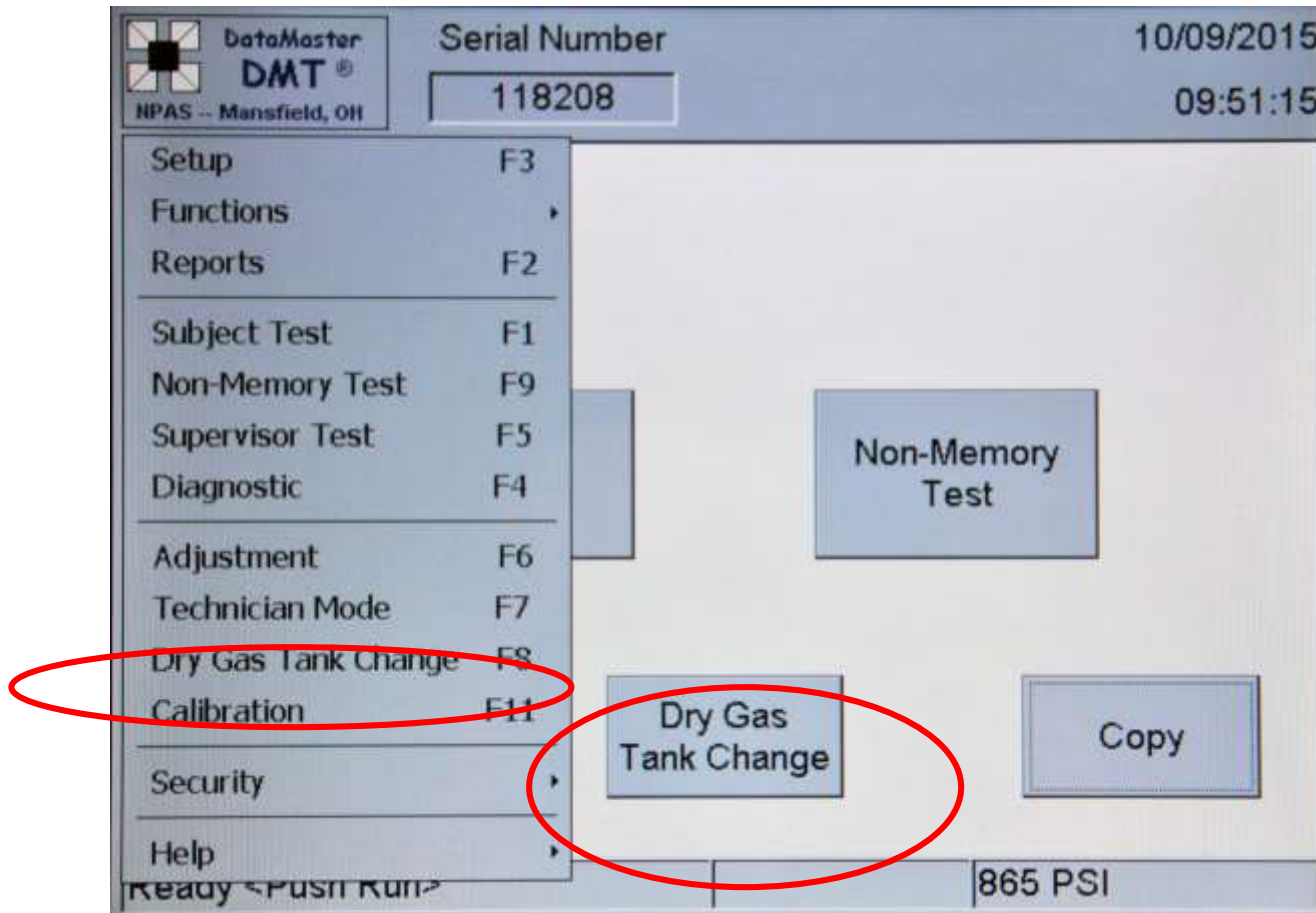 DataMaster
DMT ®
NPAS -- Mansfield, OH
Serial Number
118208
10/09/2015
09:51:15
Setup F3
Functions
Reports F2
Subject Test F1
Non-Memory Test F9
Supervisor Test F5
Diagnostic F4
Adjustment F6
Technician Mode F7
Dry Gas Tank Change F8
Calibration F11
Security
Help
Non-Memory
Test
Dry Gas
Tank Change
Copy
Ready <Push Run>
865 PSI